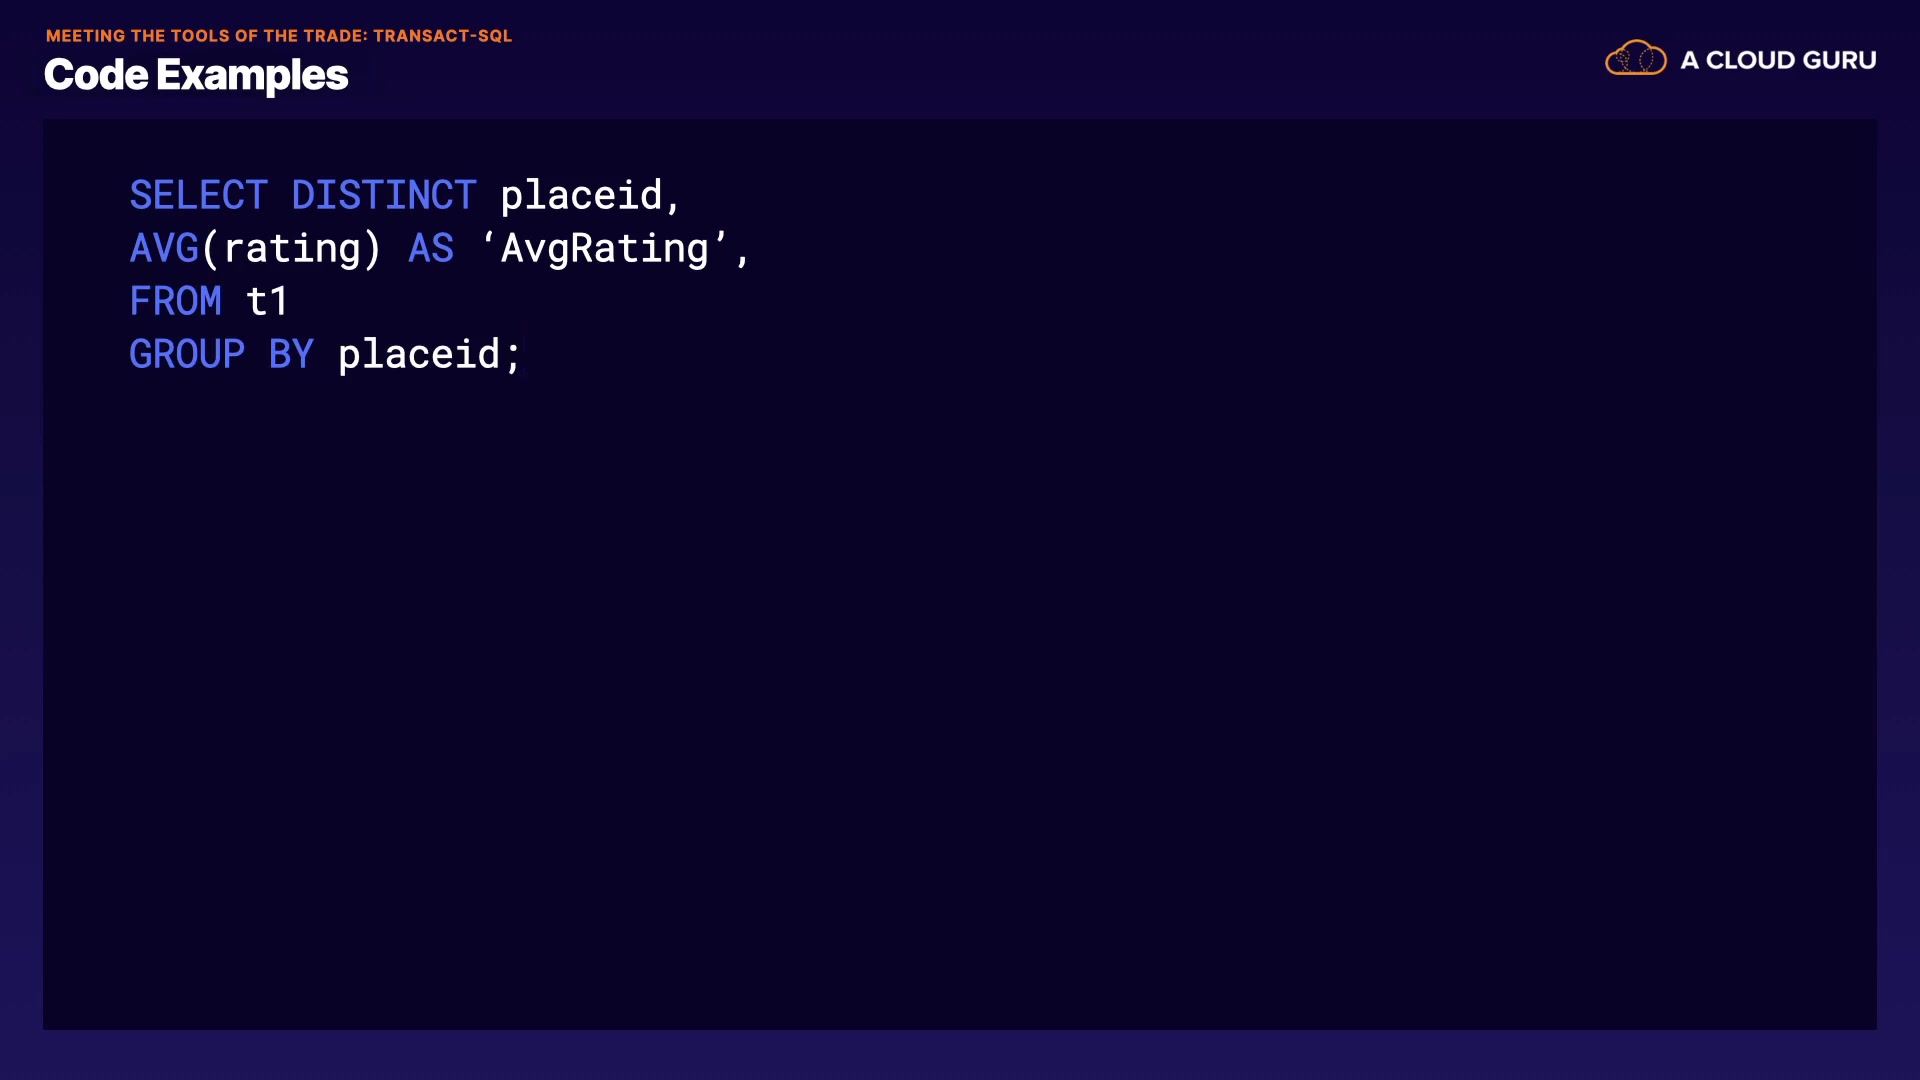 MEETING THE TOOLS OF THE TRADE: TRANSACT-SQL
Code Examples
A CLOUD GURU
SELECT DISTINCT placeid,
AVG(rating) AS ‘AvgRating’,
FROM t1
GROUP BY placeid;